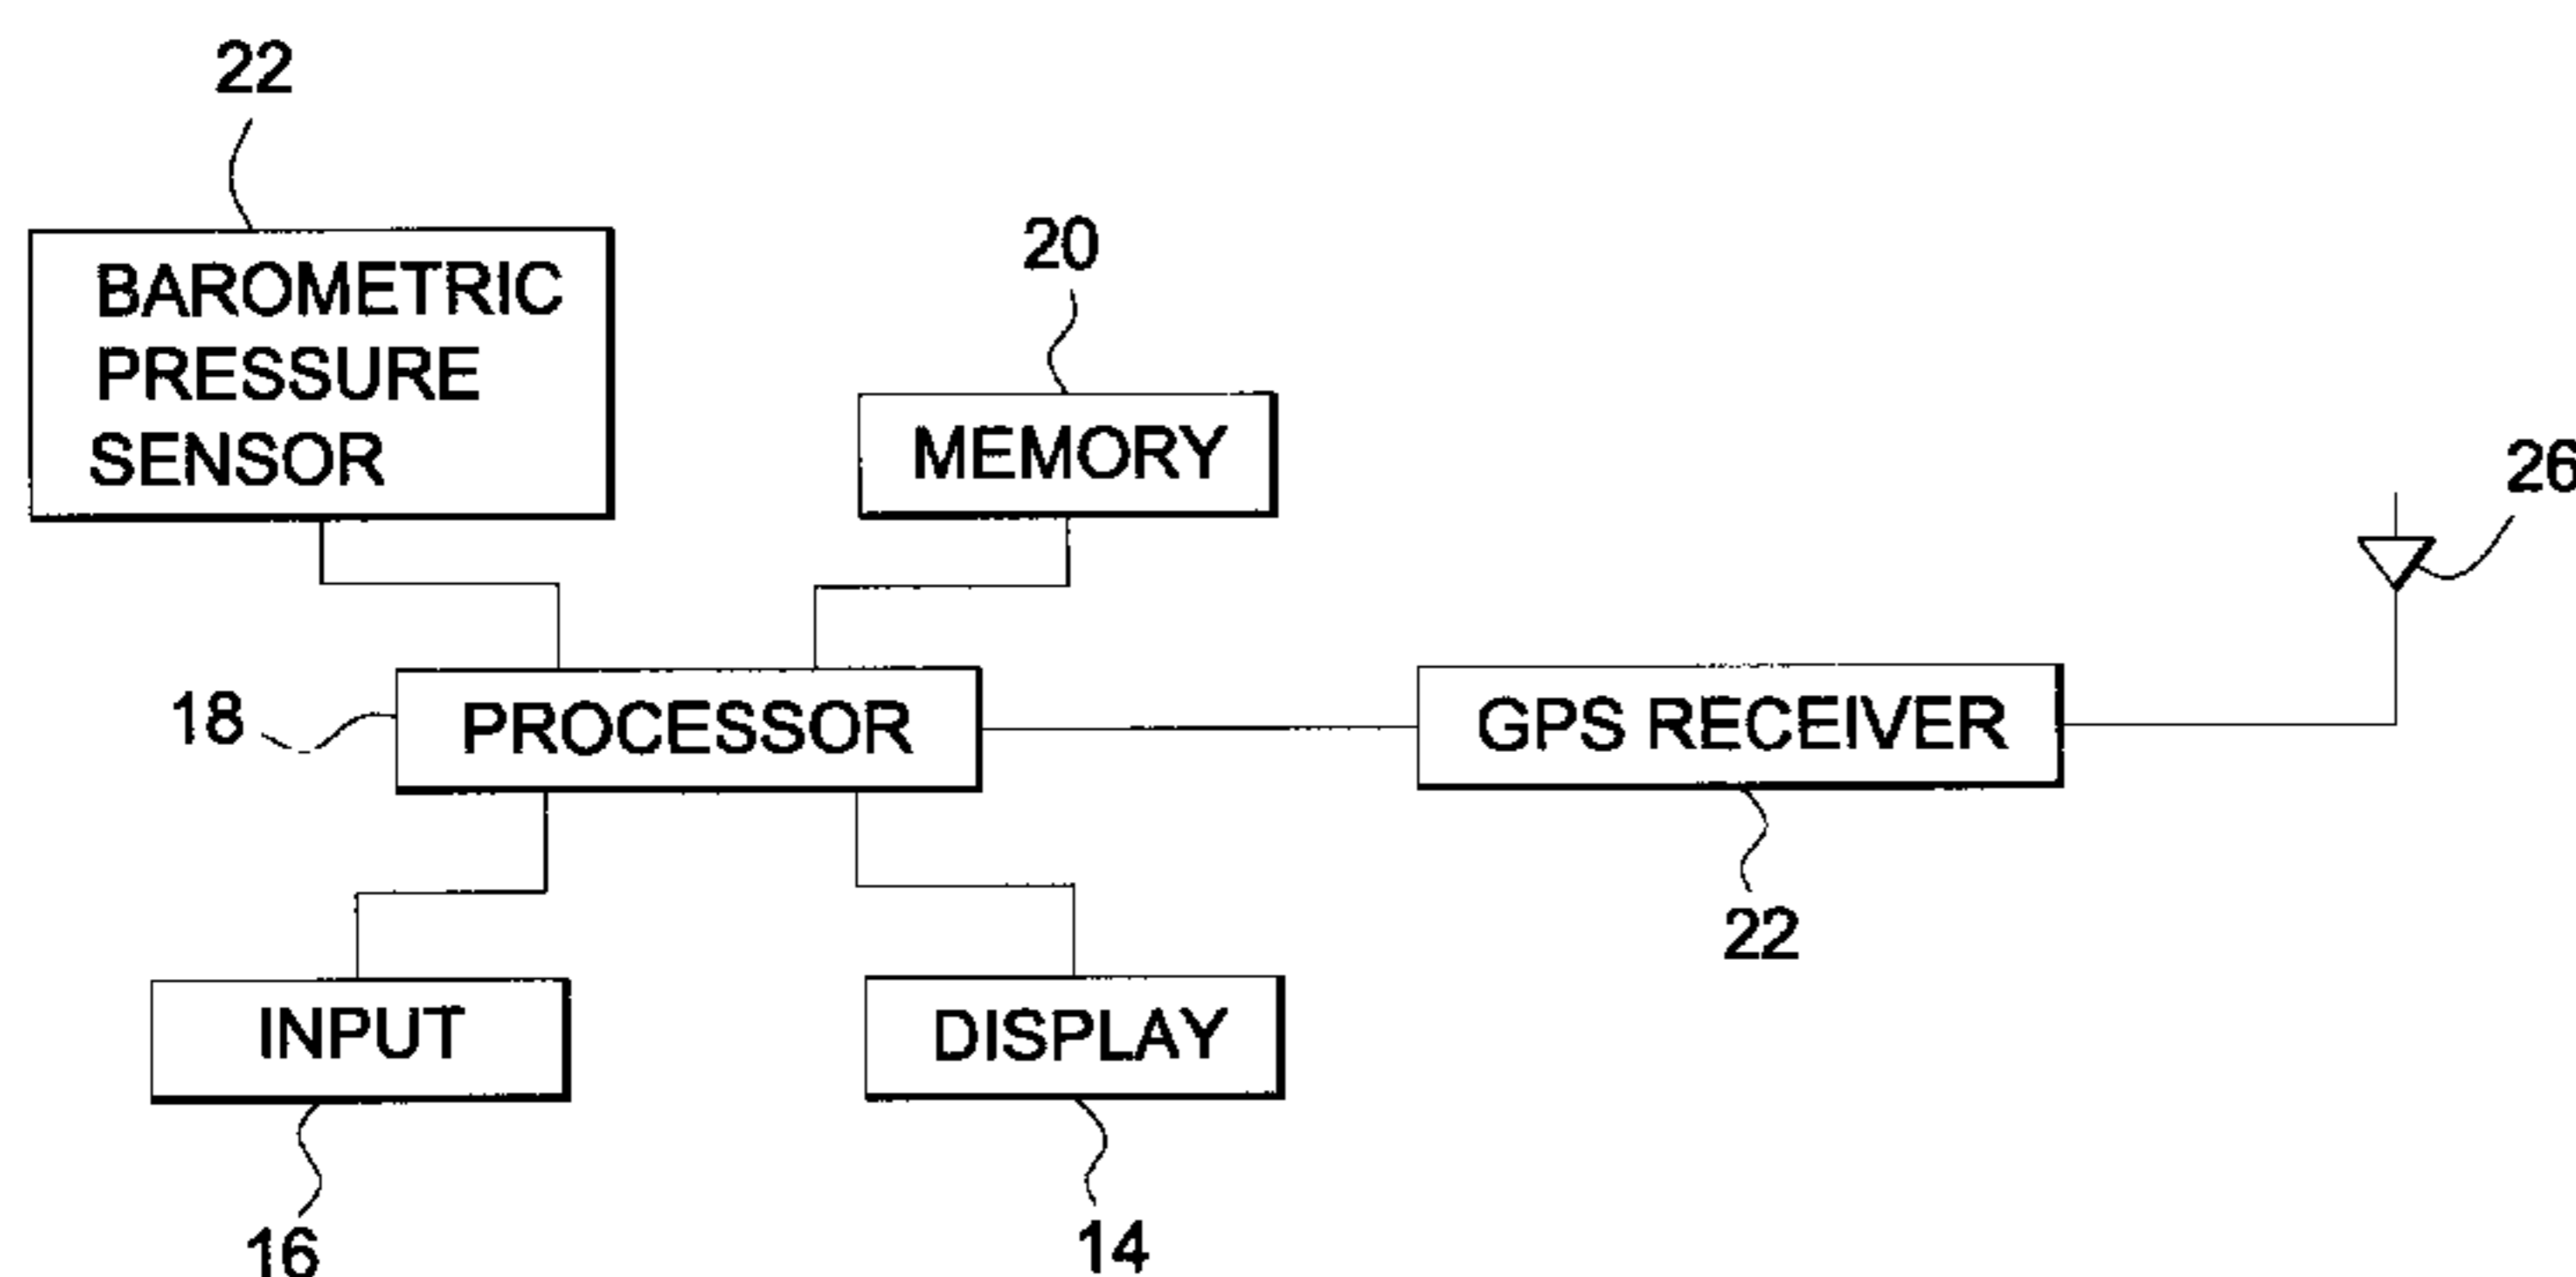 22
BAROMETRIC
PRESSURE
SENSOR
20
MEMORY
26
18
PROCESSOR
GPS RECEIVER
22
INPUT
DISPLAY
16
14